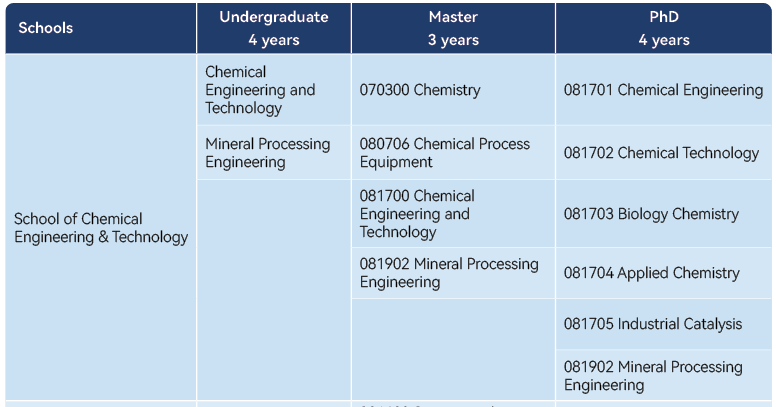 Schools
Undergraduate
4 years
Master
3 years
PhD
4 years
School of Chemical
Engineering & Technology
Chemical
Engineering and
Technology
070300 Chemistry
081701 Chemical Engineering
Mineral Processing
Engineering
080706 Chemical Process
Equipment
081702 Chemical Technology
081700 Chemical
Engineering and
Technology
081703 Biology Chemistry
081902 Mineral Processing
Engineering
081704 Applied Chemistry
081705 Industrial Catalysis
081902 Mineral Processing
Engineering